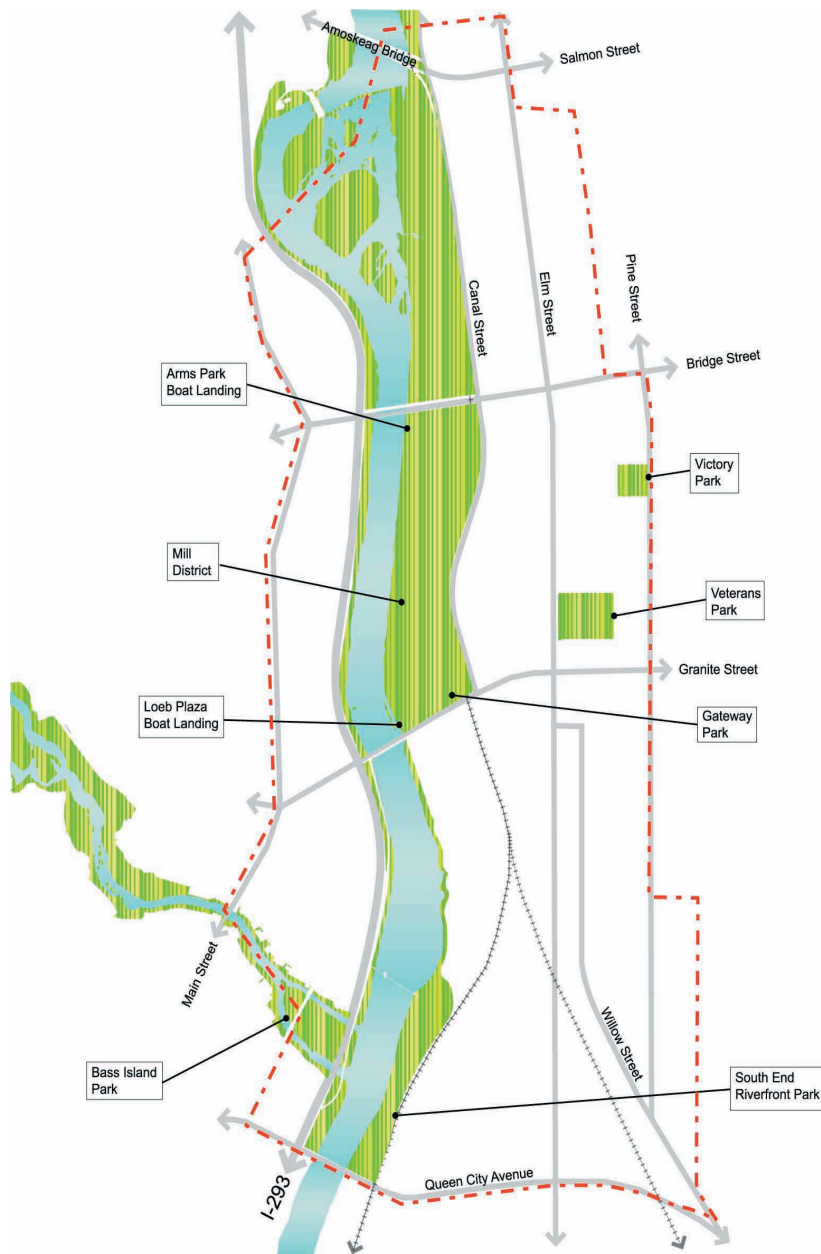 Amoskeag Bridge
Salmon Street
Pine Street
Elm Street
Canal Street
Bridge Street
Arms Park
Boat Landing
Victory
Park
Mill
District
Veterans
Park
Granite Street
Loeb Plaza
Boat Landing
Gateway
Park
Main Street
Willow Street
Bass Island
Park
South End
Riverfront Park
Queen City Avenue
I-293